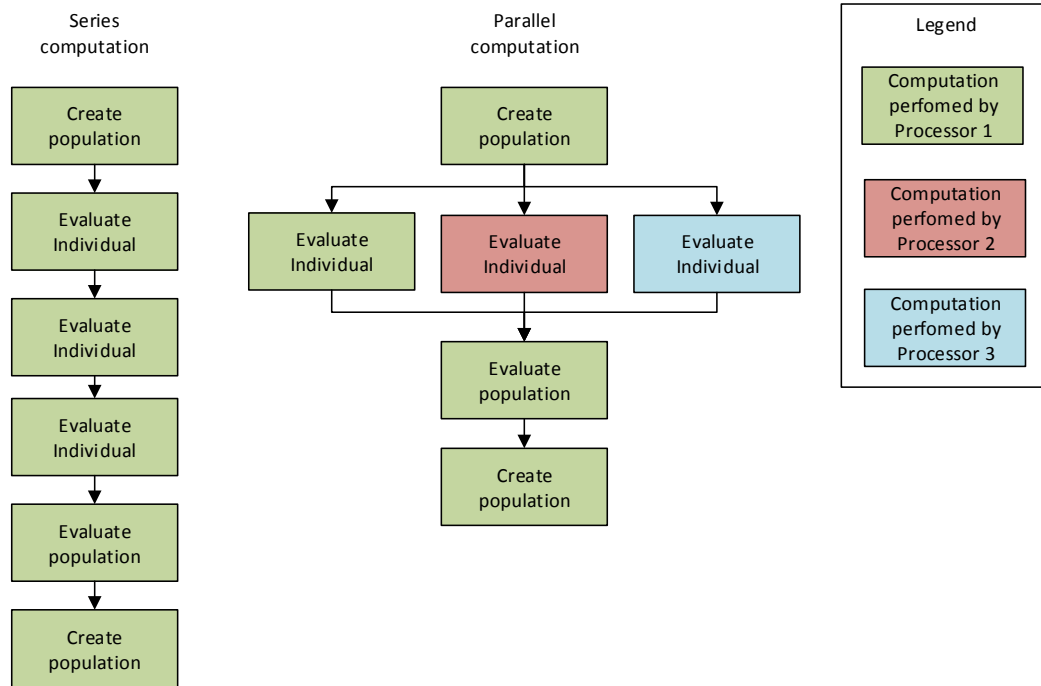 Series
computation
Create
population
Evaluate
Individual
Evaluate
Individual
Evaluate
Individual
Evaluate
population
Create
population
Parallel
computation
Create
population
Evaluate
Individual
Evaluate
Individual
Evaluate
Individual
Evaluate
population
Create
population
Legend
Computation
perfomed by
Processor 1
Computation
perfomed by
Processor 2
Computation
perfomed by
Processor 3